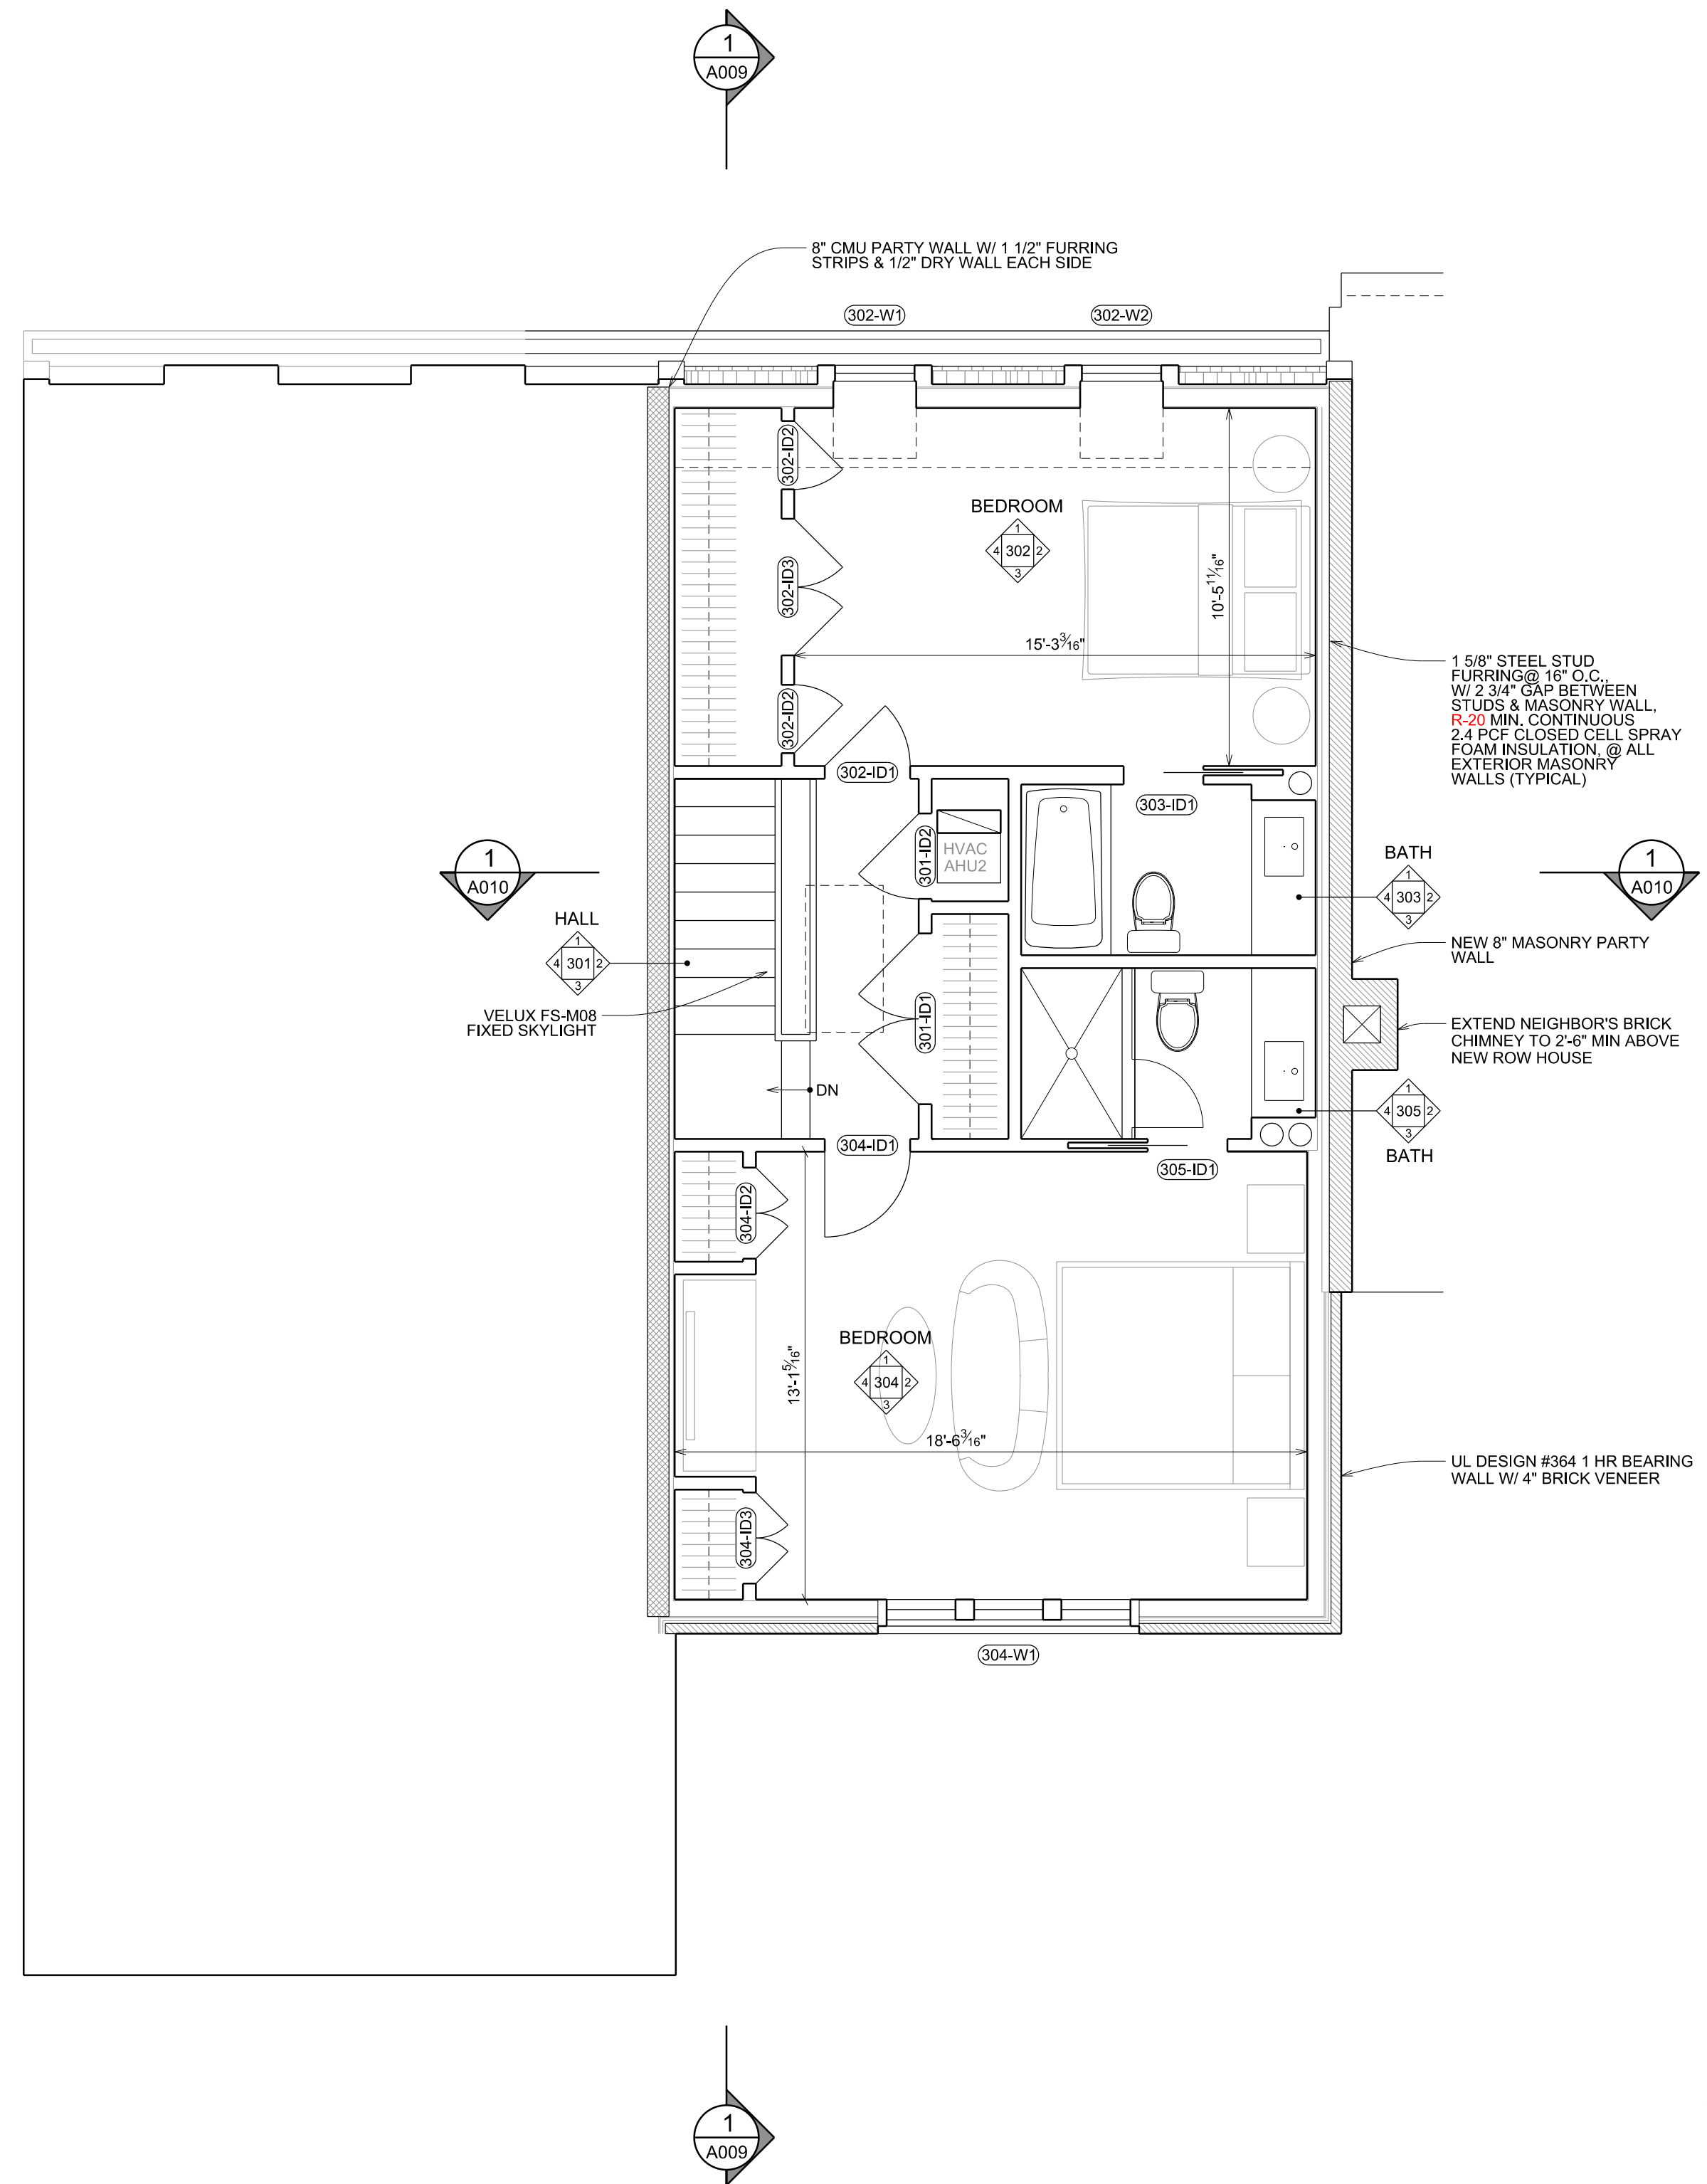 1
A009
8" CMU PARTY WALL W/ 1 1/2" FURRING
STRIPS & 1/2" DRY WALL EACH SIDE
302-W1
302-W2
302-ID2
BEDROOM
1
4 302 2
3
10'-5 11/16"
302-ID3
15'-3 3/16"
1 5/8" STEEL STUD
FURRING@ 16" O.C.,
W/ 2 3/4" GAP BETWEEN
STUDS & MASONRY WALL,
R-20 MIN. CONTINUOUS
2.4 PCF CLOSED CELL SPRAY
FOAM INSULATION, @ ALL
EXTERIOR MASONRY
WALLS (TYPICAL)
302-ID2
302-ID1
303-ID1
301-ID2
HVAC
AHU2
1
A010
BATH
1
4 303 2
3
1
A010
HALL
1
4 301 2
3
NEW 8" MASONRY PARTY
WALL
VELUX FS-M08
FIXED SKYLIGHT
301-ID1
EXTEND NEIGHBOR'S BRICK
CHIMNEY TO 2'-6" MIN ABOVE
NEW ROW HOUSE
DN
1
4 305 2
3
BATH
304-ID1
305-ID1
304-ID2
BEDROOM
1
4 304 2
3
13'-1 5/16"
18'-6 3/16"
UL DESIGN #364 1 HR BEARING
WALL W/ 4" BRICK VENEER
304-ID3
304-W1
1
A009